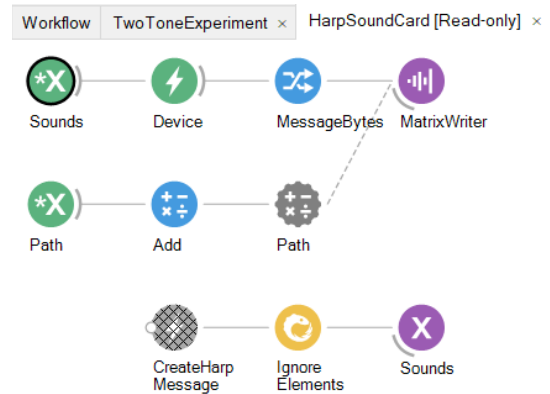 Workflow TwoToneExperiment × HarpSoundCard [Read-only] ×
*X
X
Sounds Device MessageBytes MatrixWriter
*X
Path Add Path
X
CreateHarp Ignore Sounds
Message Elements